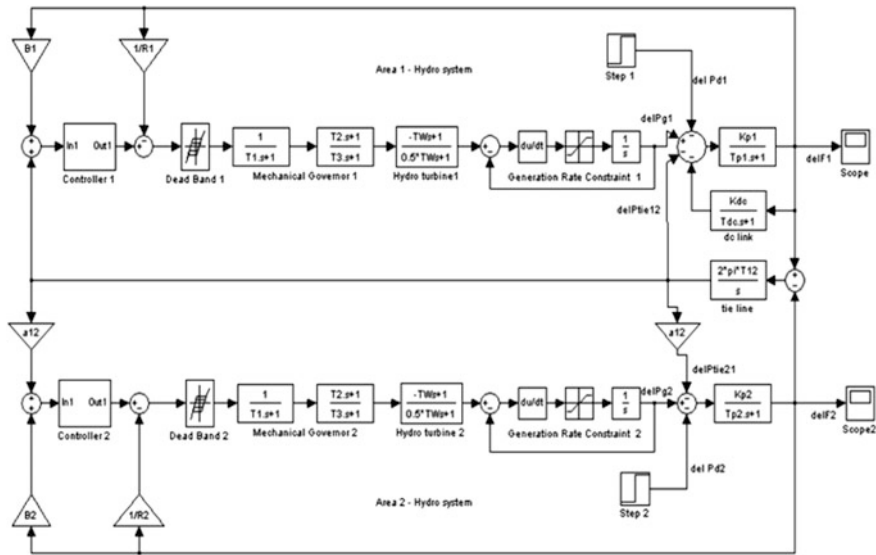 B1
1/R1
Area 1 - Hydro system
Step 1
del Pd1
In1 Out1
Controller 1
Dead Band 1
1
T1.s+1
T2.s+1
T3.s+1
Mechanical Governor 1
-TWs+1
0.5*TWs+1
Hydro turbine1
du/dt
1
s
Generation Rate Constraint 1
delPg1
delPtie12
Kp1
Tp1.s+1
delF1
Scope
Kdc
Tdc.s+1
dc link
2*pi*T12
s
tie line
a12
a12
delPtie21
In1 Out1
Controller 2
Dead Band 2
1
T1.s+1
T2.s+1
T3.s+1
Mechanical Governor 2
-TWs+1
0.5*TWs+1
Hydro turbine 2
du/dt
1
s
Generation Rate Constraint 2
delPg2
Kp2
Tp2.s+1
delF2
Scope2
del Pd2
Step 2
B2
1/R2
Area 2 - Hydro system